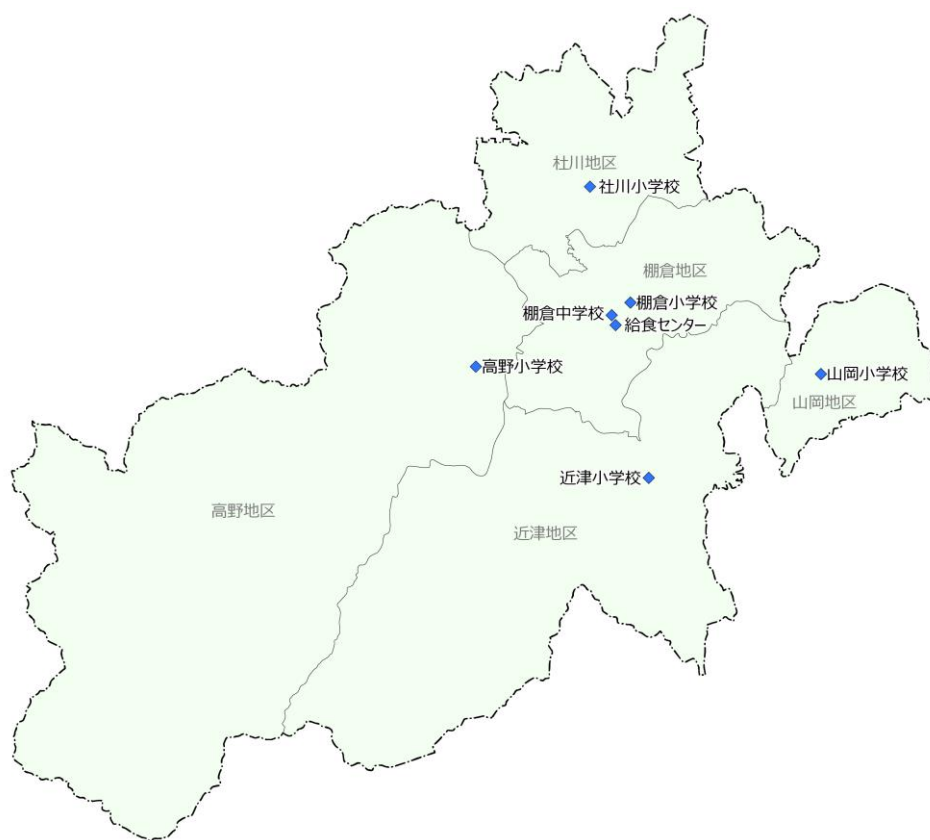 社川地区
社川小学校
棚倉地区
棚倉小学校
棚倉中学校
給食センター
高野小学校
山岡小学校
山岡地区
近津小学校
高野地区
近津地区